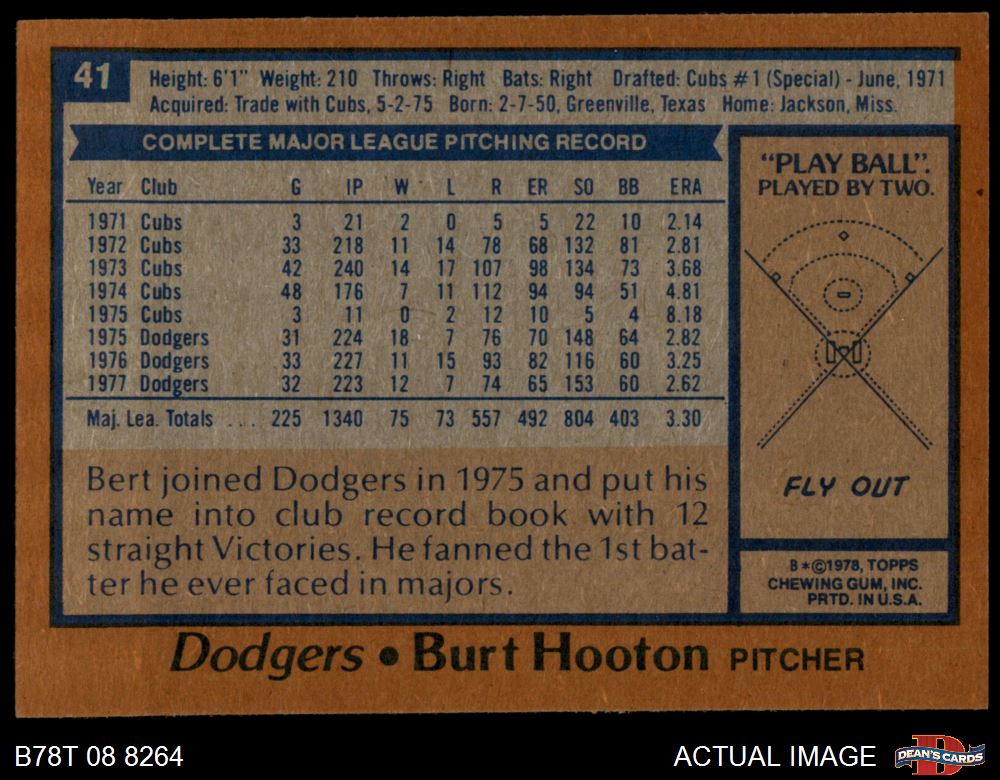 41
Height: 6'1" Weight: 210 Throws: Right Bats: Right Drafted: Cubs #1 (Special) - June, 1971
Acquired: Trade with Cubs, 5-2-75 Born: 2-7-50, Greenville, Texas Home: Jackson, Miss.
COMPLETE MAJOR LEAGUE PITCHING RECORD
Year Club G IP W L R ER SO BB ERA
1971 Cubs 3 21 2 0 5 5 22 10 2.14
1972 Cubs 33 218 11 14 78 68 132 81 2.81
1973 Cubs 42 240 14 17 107 98 134 73 3.68
1974 Cubs 48 176 7 11 112 94 94 51 4.81
1975 Cubs 3 11 0 2 12 10 5 4 8.18
1975 Dodgers 31 224 18 7 76 70 148 64 2.82
1976 Dodgers 33 227 11 15 93 82 116 60 3.25
1977 Dodgers 32 223 12 7 74 65 153 60 2.62
Maj. Lea. Totals ... 225 1340 75 73 557 492 804 403 3.30
Bert joined Dodgers in 1975 and put his
name into club record book with 12
straight Victories. He fanned the 1st bat-
ter he ever faced in majors.
"PLAY BALL".
PLAYED BY TWO.
FLY OUT
B*©1978, TOPPS
CHEWING GUM, INC.
PRTD. IN U.S.A.
Dodgers • Burt Hooton PITCHER
B78T 08 8264
ACTUAL IMAGE
DEAN'S CARDS